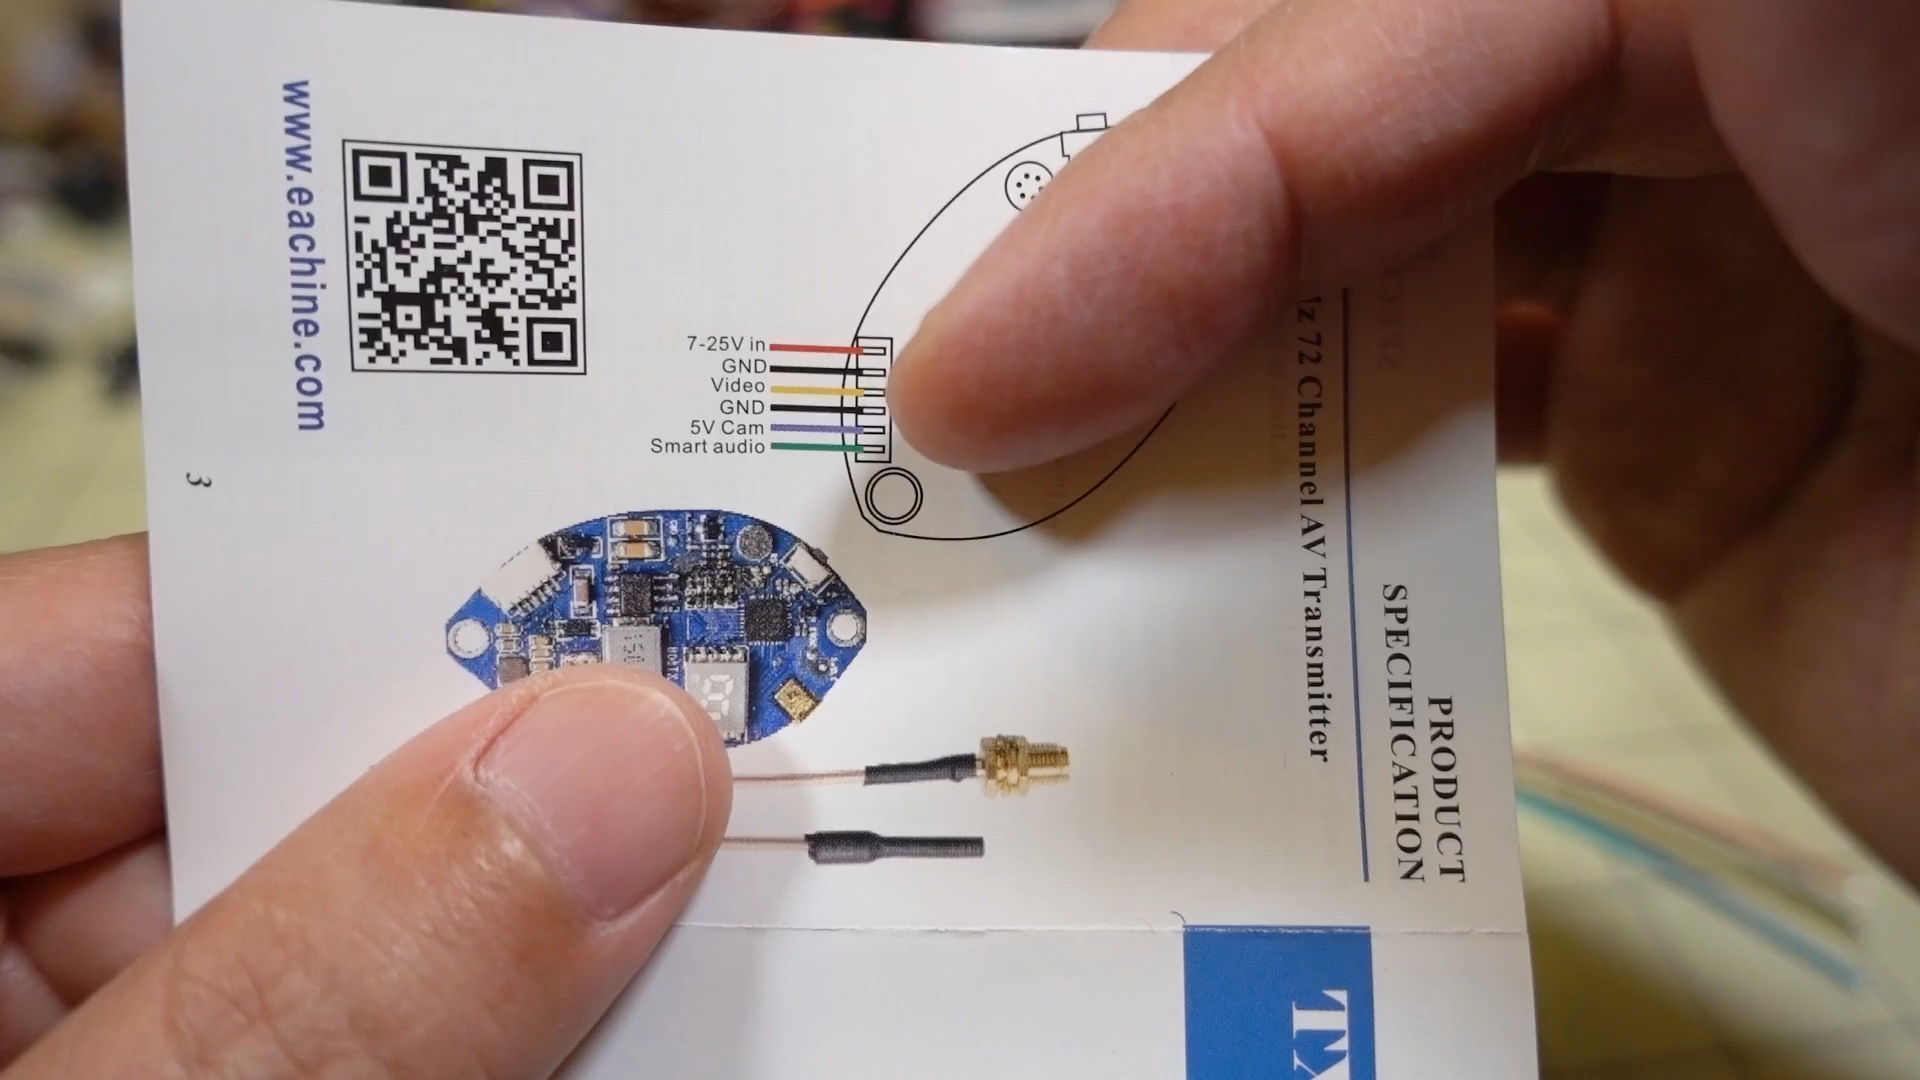 PRODUCT
SPECIFICATION
72 Channel AV Transmitter
7-25V in
GND
Video
GND
5V Cam
Smart audio
www.eachine.com
3